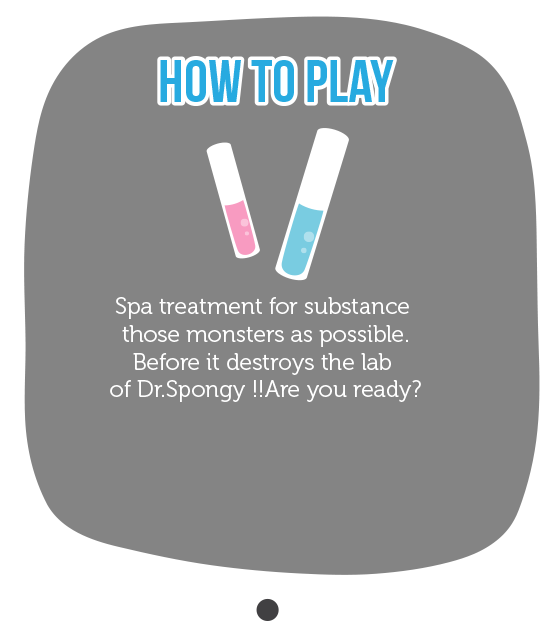 HOW TO PLAY
Spa treatment for substance
those monsters as possible.
Before it destroys the lab
of Dr.Spongy !!Are you ready?